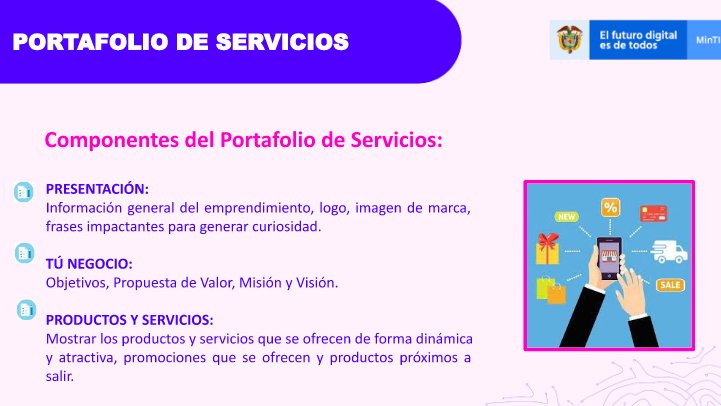 PORTAFOLIO DE SERVICIOS
El futuro digital
es de todos
MinTI
Componentes del Portafolio de Servicios:
PRESENTACIÓN:
Información general del emprendimiento, logo, imagen de marca,
frases impactantes para generar curiosidad.
TÚ NEGOCIO:
Objetivos, Propuesta de Valor, Misión y Visión.
PRODUCTOS Y SERVICIOS:
Mostrar los productos y servicios que se ofrecen de forma dinámica
y atractiva, promociones que se ofrecen y productos próximos a
salir.
NEW
%
SALE